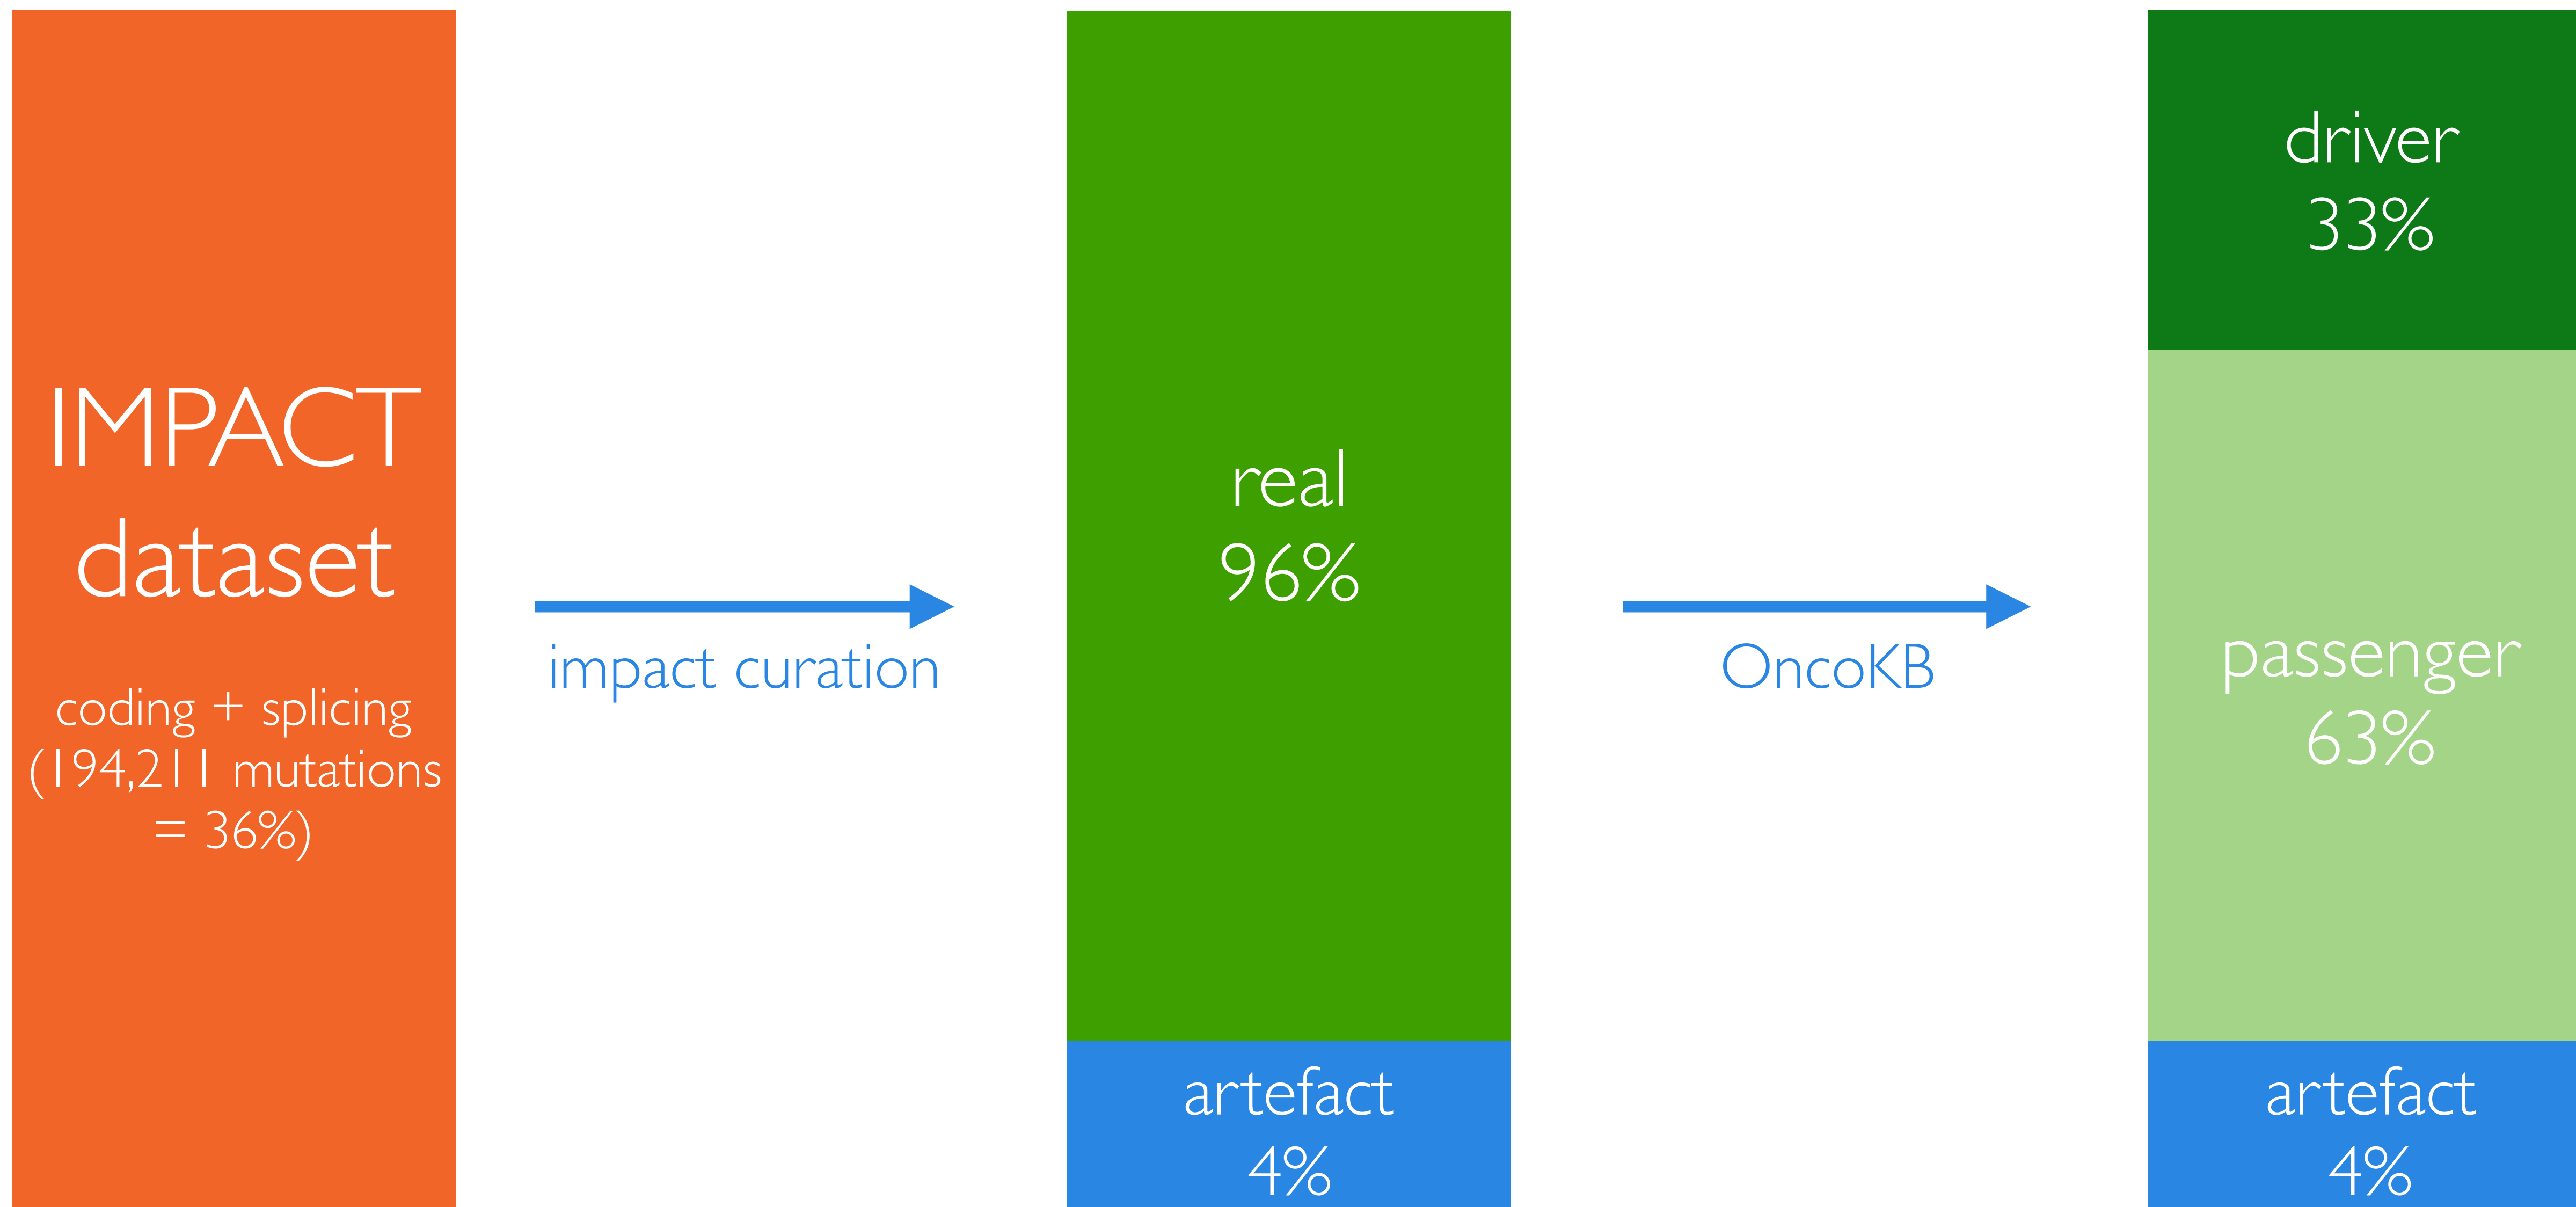 IMPACT
dataset
coding + splicing
(194,211 mutations
= 36%)
impact curation
real
96%
artefact
4%
OncoKB
driver
33%
passenger
63%
artefact
4%